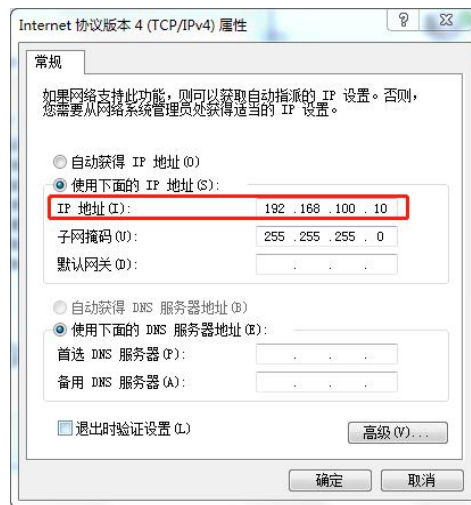 Internet 协议版本 4 (TCP/IPv4) 属性
常规
如果网络支持此功能，则可以获取自动指派的 IP 设置。否则，
您需要从网络系统管理员处获得适当的 IP 设置。
自动获得 IP 地址(O)
使用下面的 IP 地址(S):
IP 地址(I): 192 .168 .100 . 10
子网掩码(U): 255 .255 .255 . 0
默认网关(D): . . .
自动获得 DNS 服务器地址(B)
使用下面的 DNS 服务器地址(E):
首选 DNS 服务器(P): . . .
备用 DNS 服务器(A): . . .
退出时验证设置(L)
高级(V)...
确定 取消